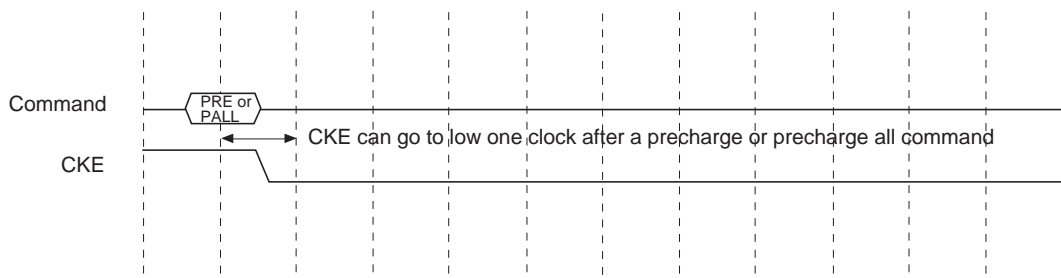 Command
PRE or
PALL
CKE can go to low one clock after a precharge or precharge all command
CKE